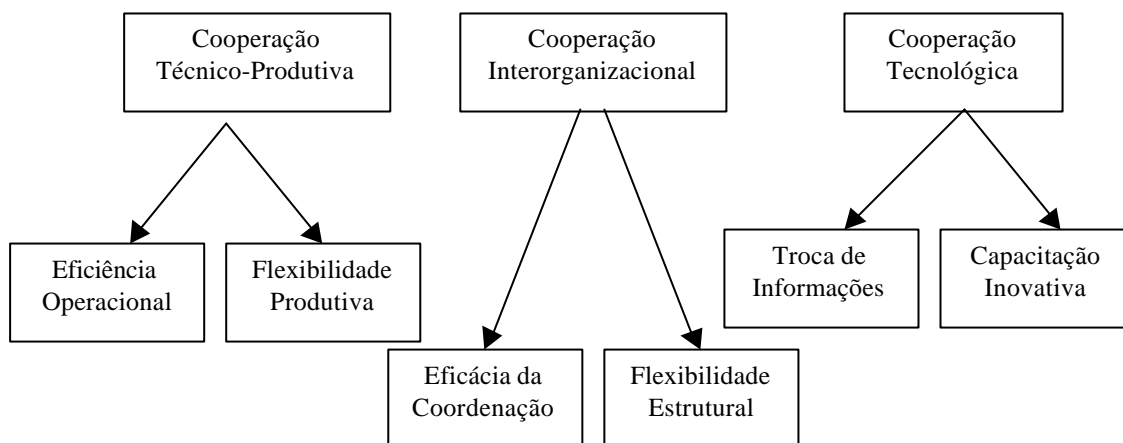 Cooperação
Técnico-Produtiva
Cooperação
Interorganizacional
Cooperação
Tecnológica
Eficiência
Operacional
Flexibilidade
Produtiva
Troca de
Informações
Capacitação
Inovativa
Eficácia da
Coordenação
Flexibilidade
Estrutural